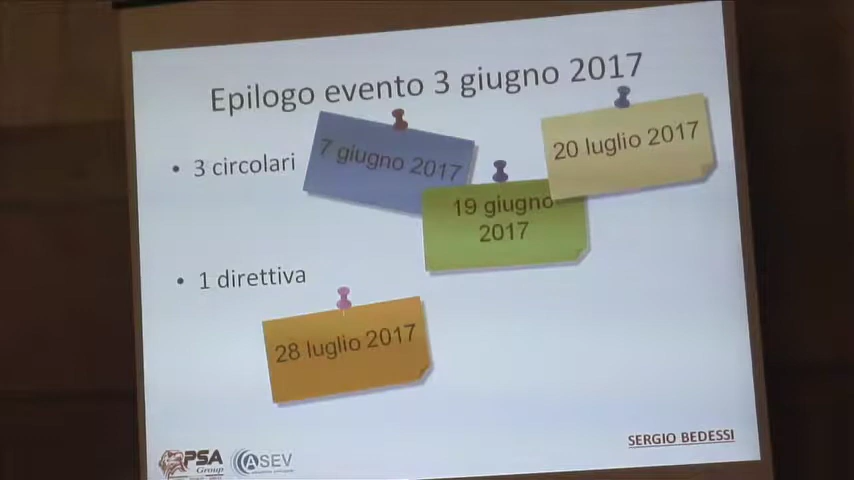 Epilogo evento 3 giugno 2017
• 3 circolari
7 giugno 2017
19 giugno
2017
20 luglio 2017
• 1 direttiva
28 luglio 2017
SERGIO BEDESSI
PSA
Group
ASEV